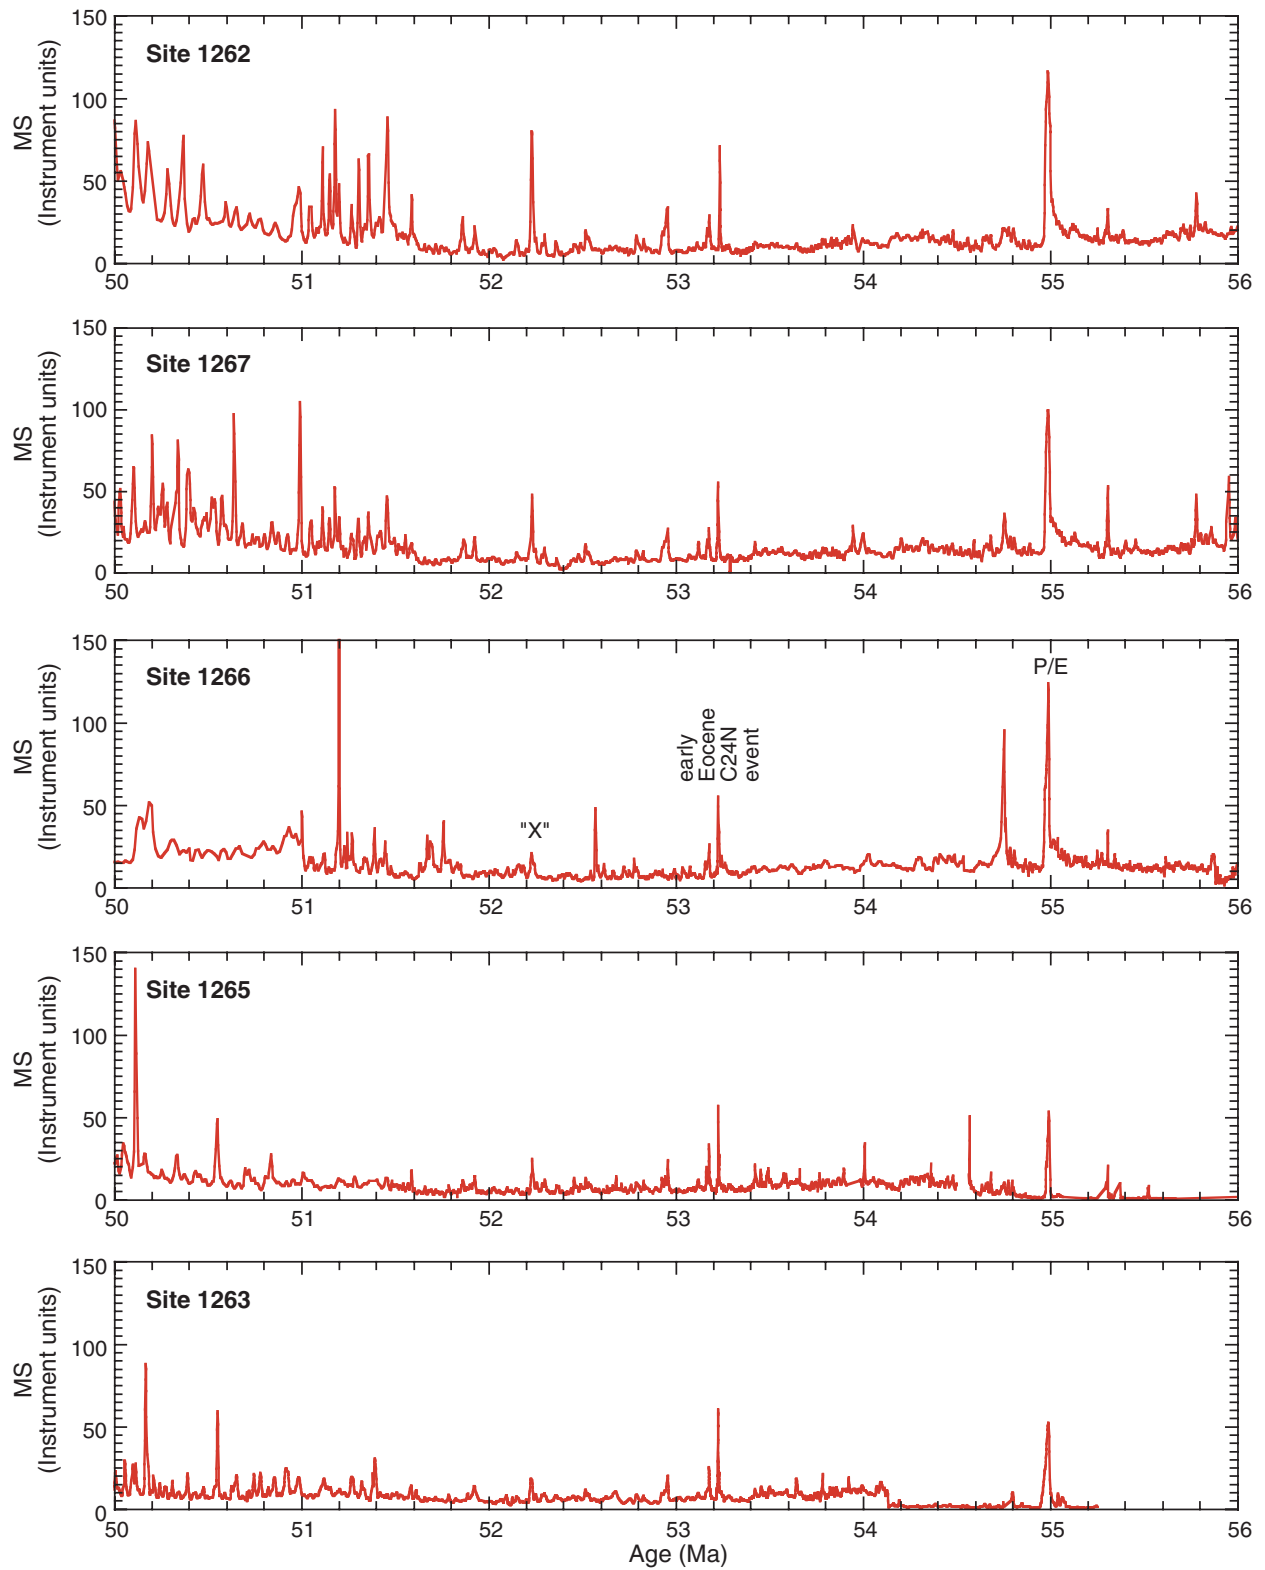 150
Site 1262
100
MS
(Instrument units)
50
0
50 51 52 53 54 55 56
150
Site 1267
100
MS
(Instrument units)
50
0
50 51 52 53 54 55 56
150
Site 1266
P/E
100
MS
(Instrument units)
early
Eocene
C24N
event
50
"X"
0
50 51 52 53 54 55 56
150
Site 1265
100
MS
(Instrument units)
50
0
50 51 52 53 54 55 56
150
Site 1263
100
MS
(Instrument units)
50
0
50 51 52 53 54 55 56
Age (Ma)